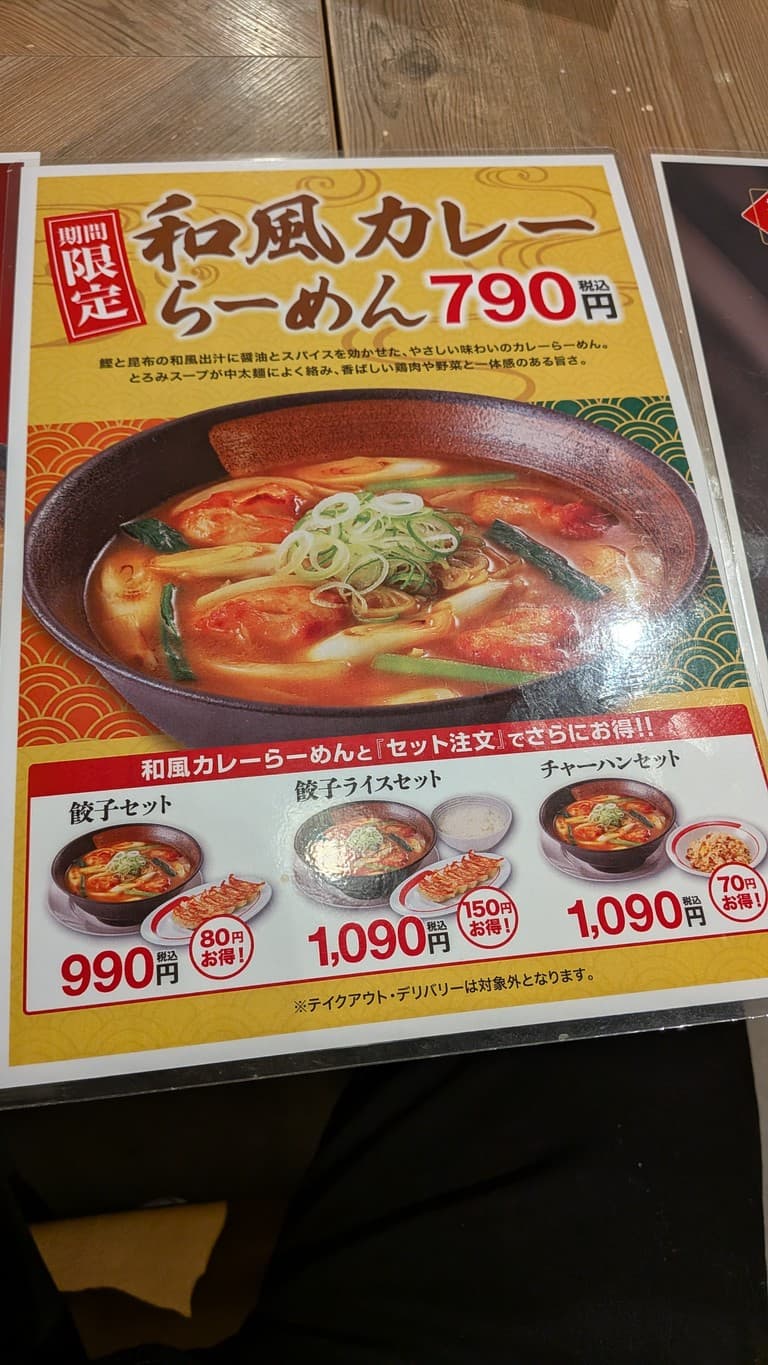 期間
限定
和風カレー
らーめん790円 税込
鰹と昆布の和風出汁に醤油とスパイスを効かせた、やさしい味わいのカレーらーめん。
とろみスープが中太麺によく絡み、香ばしい鶏肉や野菜と一体感のある旨さ。
和風カレーらーめんと『セット注文』でさらにお得!!
餃子セット
990円 税込
80円
お得!
餃子ライスセット
1,090円 税込
150円
お得!
チャーハンセット
1,090円 税込
70円
お得!
※テイクアウト・デリバリーは対象外となります。